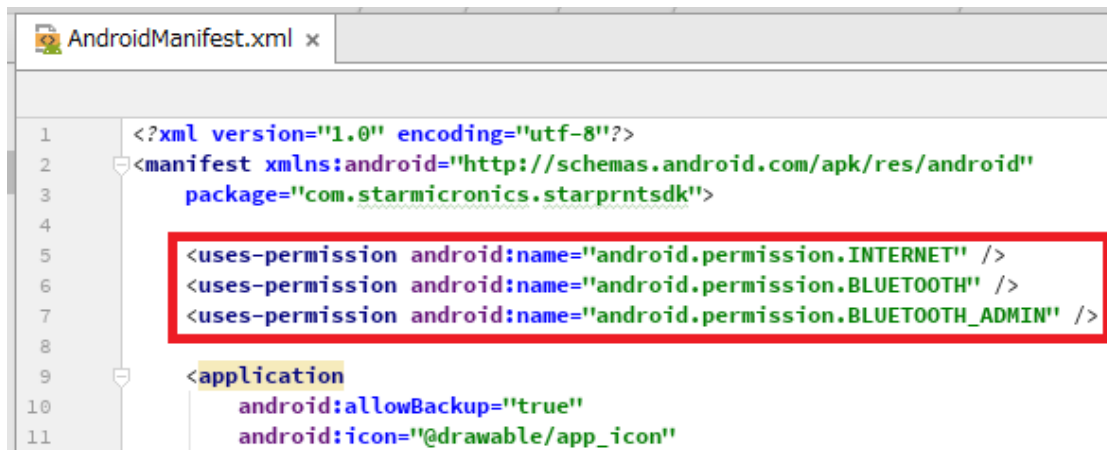 AndroidManifest.xml ×
1 <?xml version="1.0" encoding="utf-8"?>
2 <manifest xmlns:android="http://schemas.android.com/apk/res/android"
3 package="com.starmicronics.starprntsdk">
4
5 <uses-permission android:name="android.permission.INTERNET" />
6 <uses-permission android:name="android.permission.BLUETOOTH" />
7 <uses-permission android:name="android.permission.BLUETOOTH_ADMIN" />
8
9 <application
10 android:allowBackup="true"
11 android:icon="@drawable/app_icon"